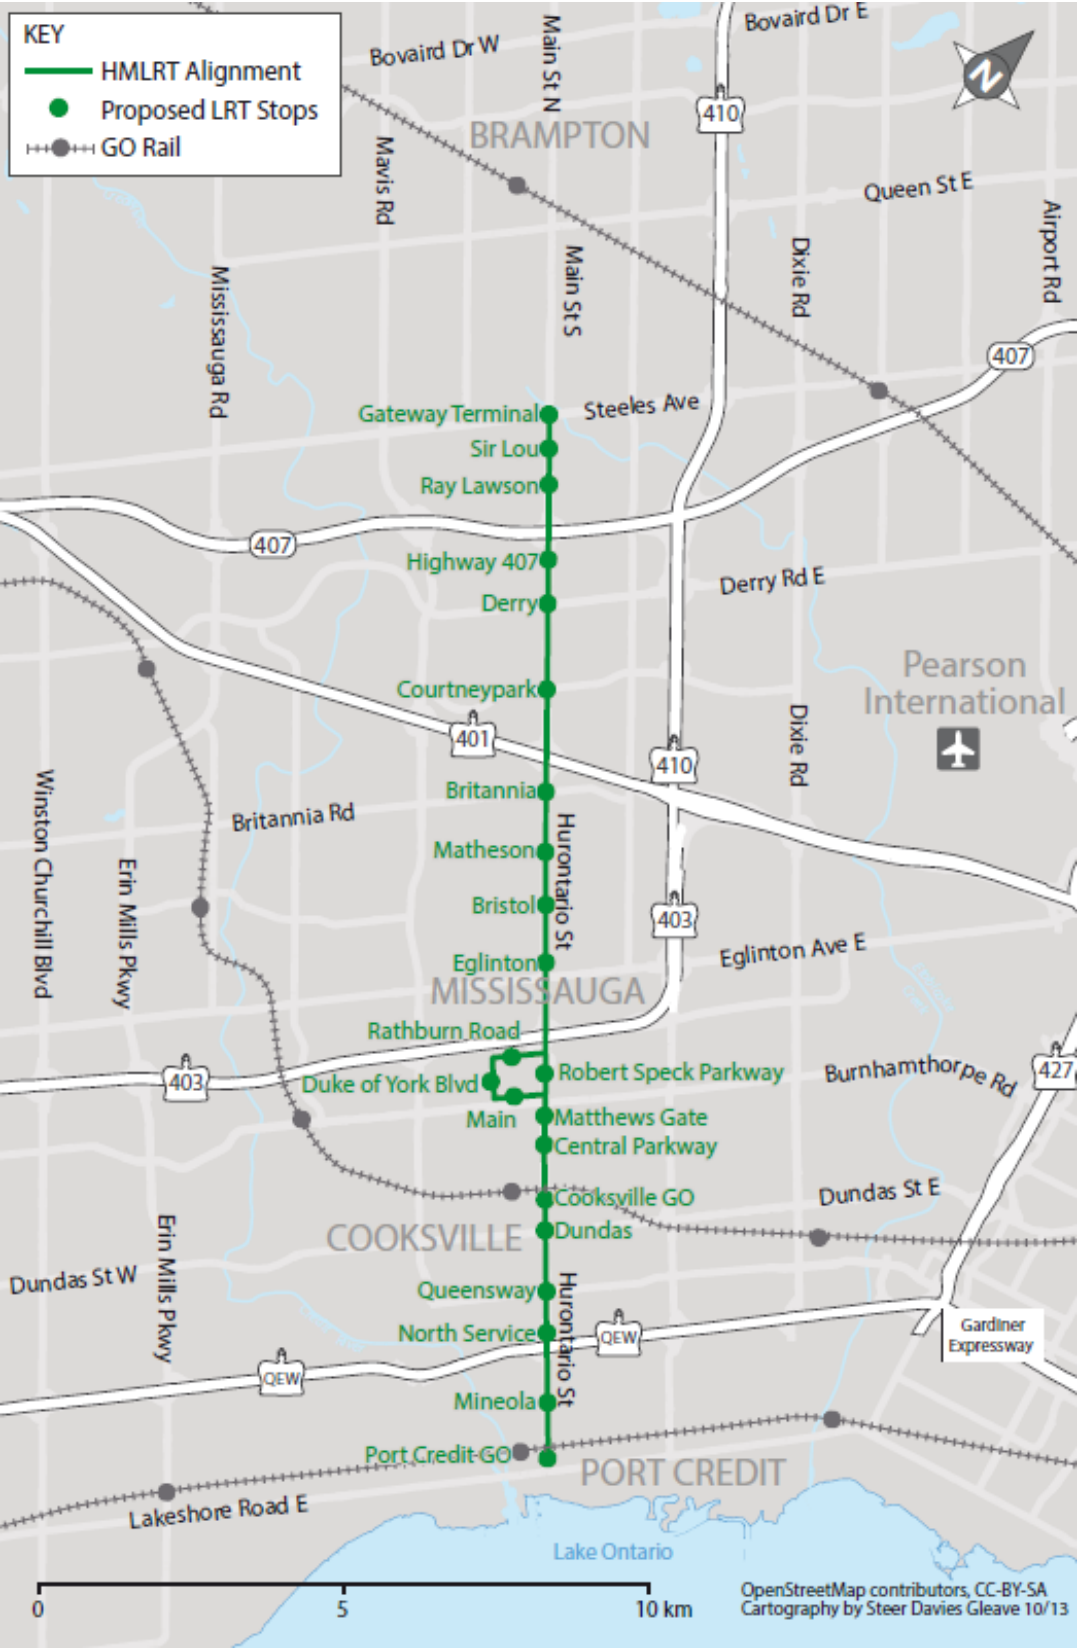 KEY
HMLRT Alignment
Proposed LRT Stops
GO Rail
Bovaird Dr W
Main St N
Bovaird Dr E
410
BRAMPTON
Mavis Rd
Queen St E
Airport Rd
Mississauga Rd
Main St S
Dixie Rd
407
Gateway Terminal
Steeles Ave
Sir Lou
Ray Lawson
407
Highway 407
Derry Rd E
Derry
Pearson
International
Courtneypark
401
410
Dixie Rd
Winston Churchill Blvd
Britannia
Britannia Rd
Hurontario St
Matheson
Erin Mills Pkwy
Bristol
403
Eglinton Ave E
Eglinton
MISSISSAUGA
Rathburn Road
403
Duke of York Blvd
Robert Speck Parkway
Burnhamthorpe Rd
427
Main
Matthews Gate
Central Parkway
Cooksville GO
Dundas St E
Erin Mills Pkwy
COOKSVILLE
Dundas
Dundas St W
Queensway
Hurontario St
North Service
QEW
Gardiner
Expressway
QEW
Mineola
Port Credit GO
PORT CREDIT
Lakeshore Road E
Lake Ontario
0
5
10 km
OpenStreetMap contributors, CC-BY-SA
Cartography by Steer Davies Gleave 10/13
N